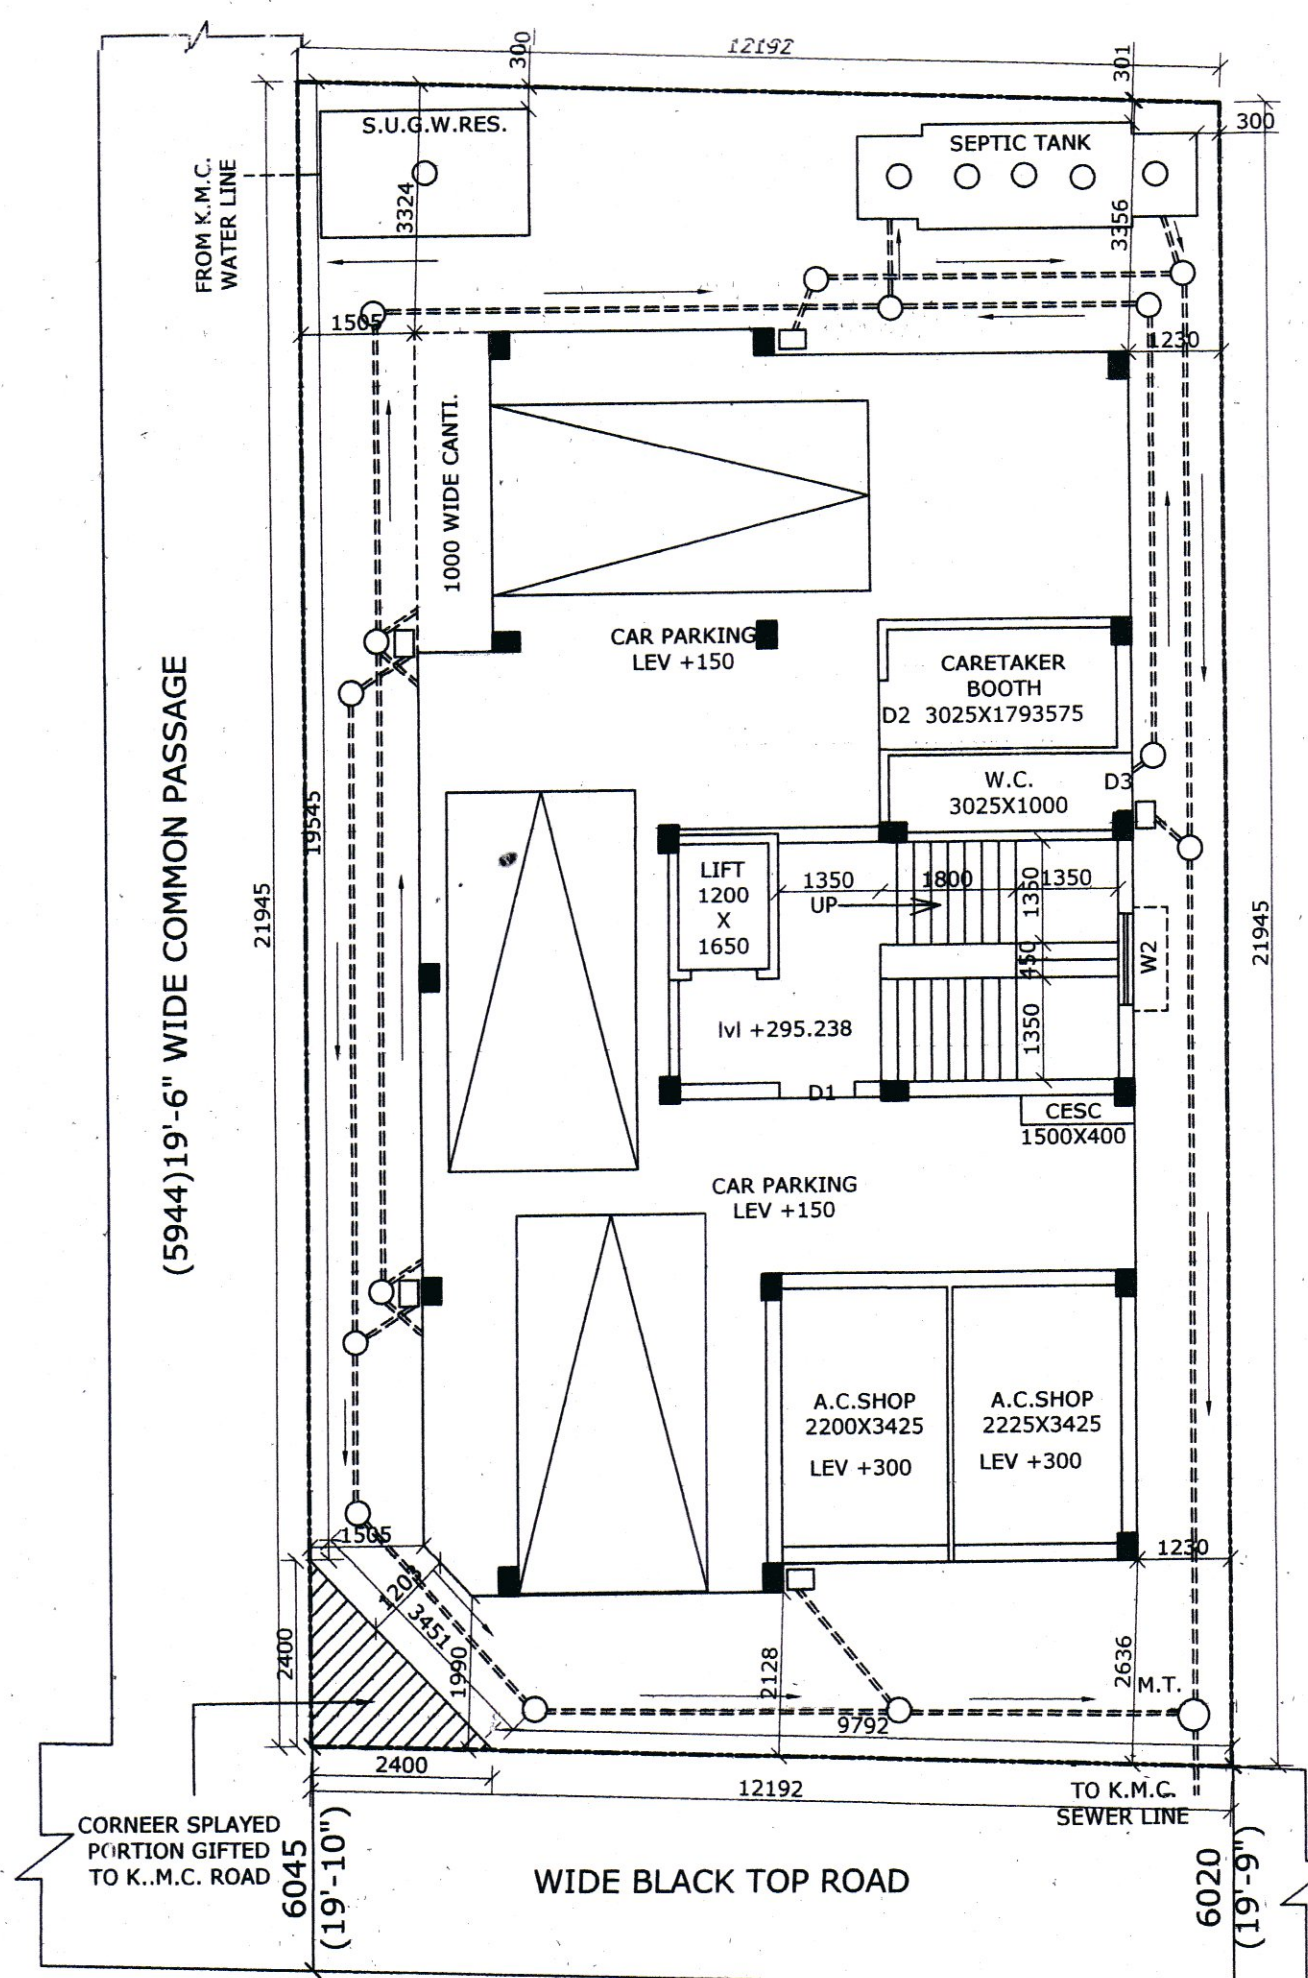 12192
300
301
300
S.U.G.W.RES.
SEPTIC TANK
FROM K.M.C.
WATER LINE
3324
3356
1505
1230
1000 WIDE CANTI.
CAR PARKING
LEV +150
CARETAKER
BOOTH
D2 3025X1793575
W.C.
3025X1000
D3
(5944)19'-6" WIDE COMMON PASSAGE
21945
19545
21945
LIFT
1200
X
1650
1350
1800
1350
UP
1350
450
1350
W2
lvl +295.238
D1
CESC
1500X400
CAR PARKING
LEV +150
A.C.SHOP
2200X3425
LEV +300
A.C.SHOP
2225X3425
LEV +300
1505
1230
3451
2400
1990
2128
2636
M.T.
9792
2400
12192
TO K.M.C.
SEWER LINE
CORNEER SPLAYED
PORTION GIFTED
TO K..M.C. ROAD
6045
(19'-10")
WIDE BLACK TOP ROAD
6020
(19'-9")